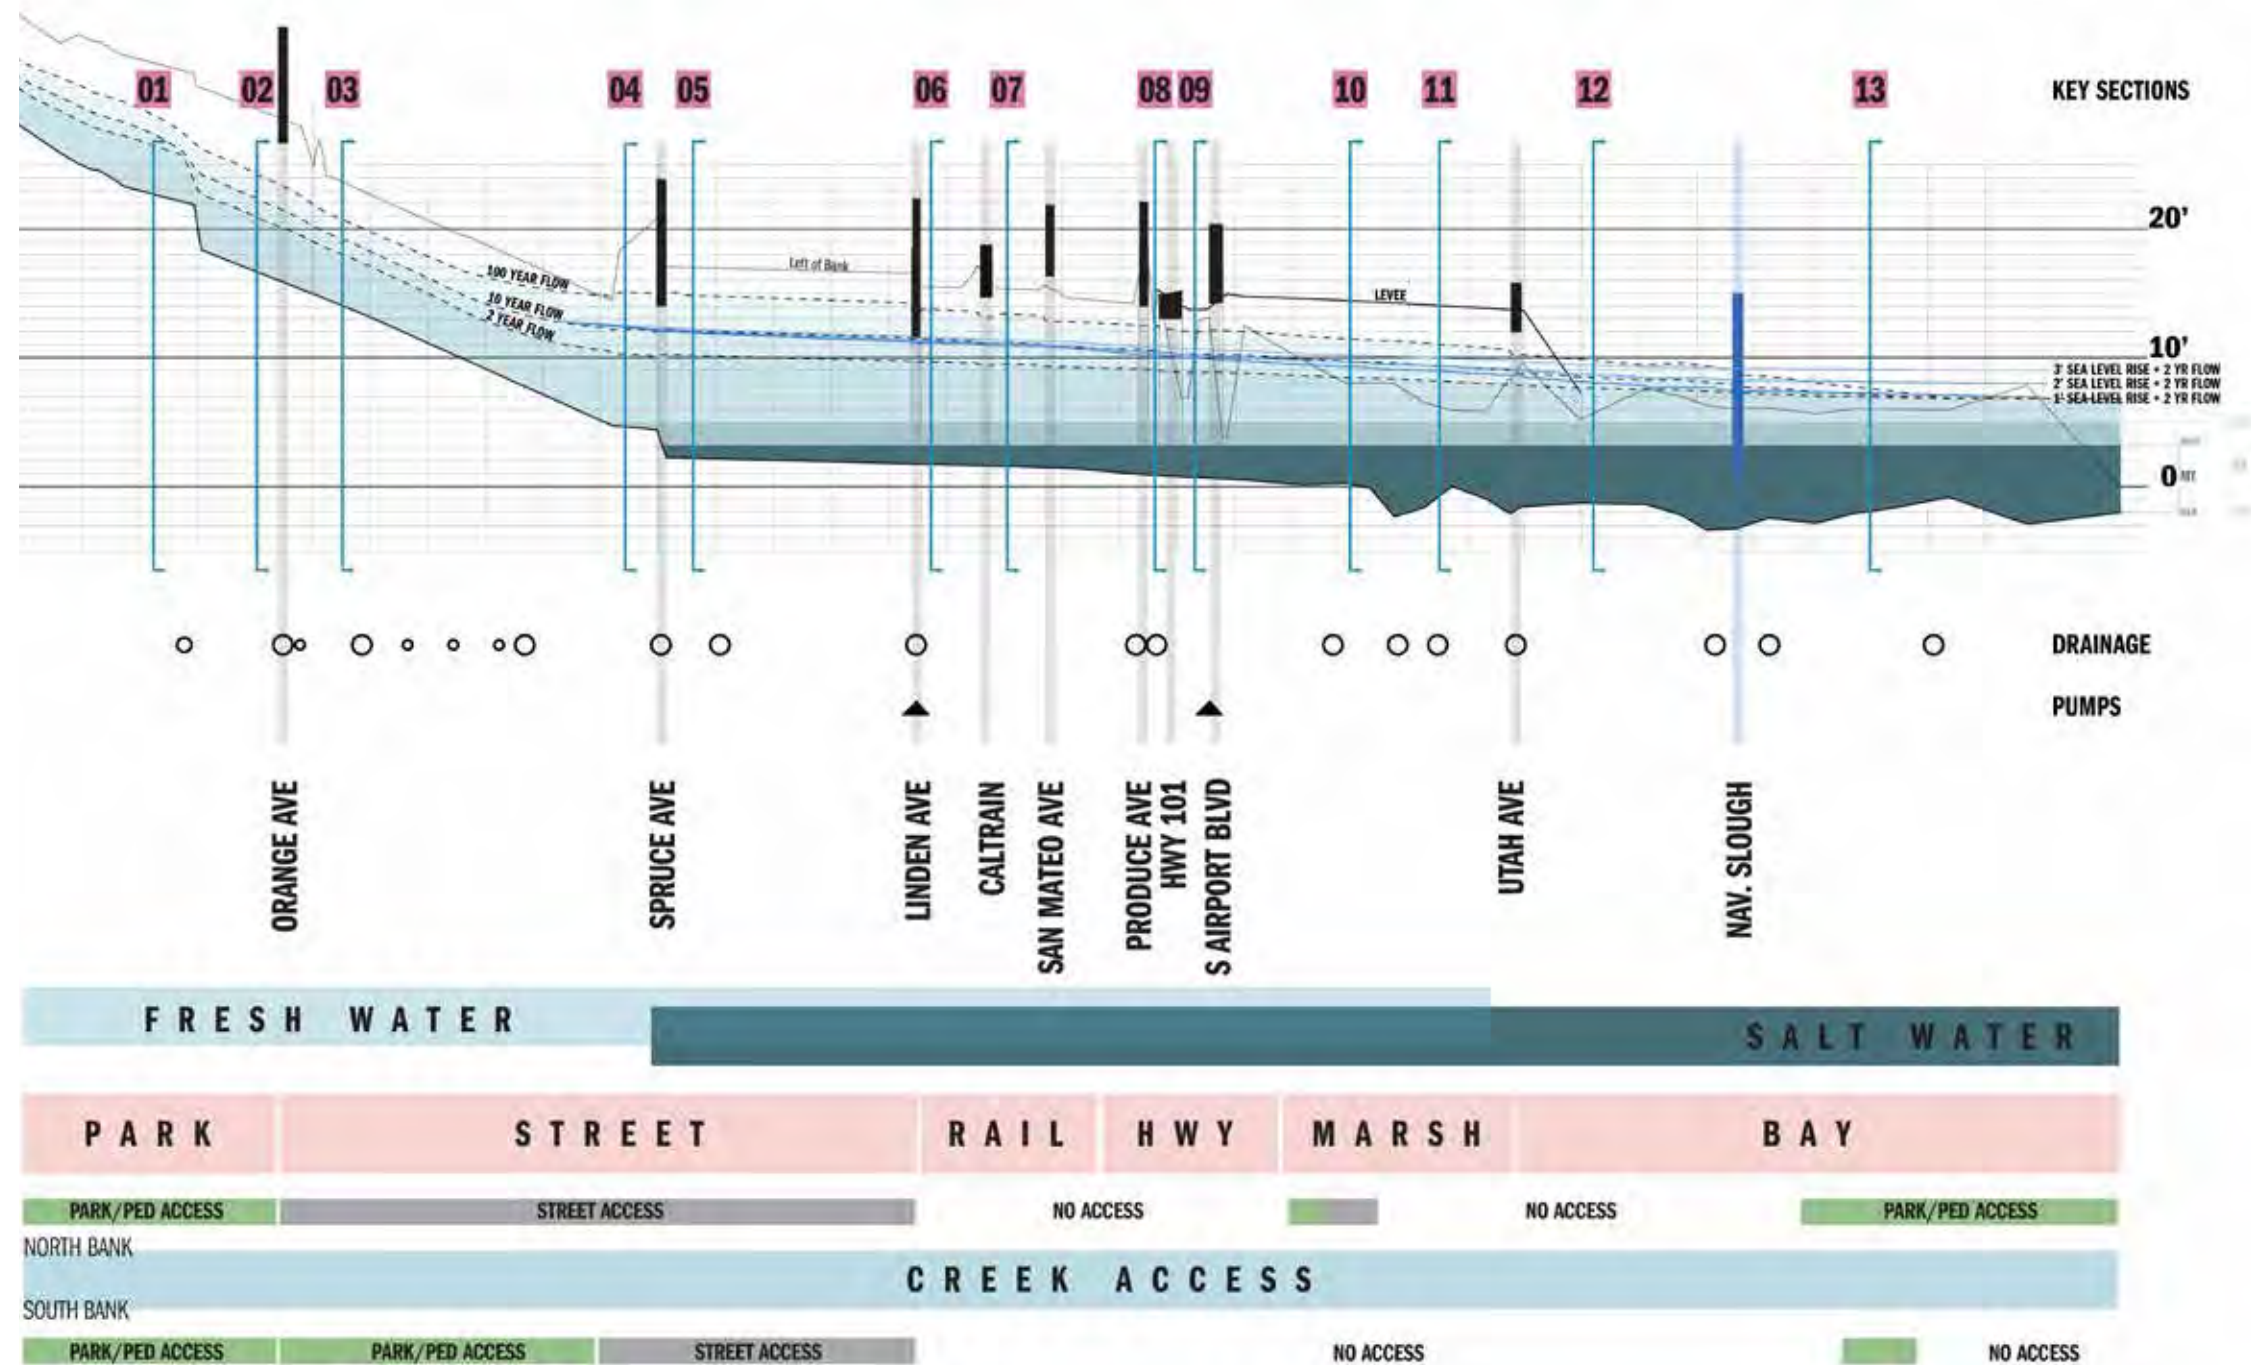 01 02 03 04 05 06 07 08 09 10 11 12 13 KEY SECTIONS
20'
Left of Bank
100 YEAR FLOW
10 YEAR FLOW
2 YEAR FLOW
LEVEE
10'
3' SEA LEVEL RISE + 2 YR FLOW
2' SEA LEVEL RISE + 2 YR FLOW
1' SEA LEVEL RISE + 2 YR FLOW
0
DRAINAGE
PUMPS
ORANGE AVE
SPRUCE AVE
LINDEN AVE
CALTRAIN
SAN MATEO AVE
PRODUCE AVE
HWY 101
S AIRPORT BLVD
UTAH AVE
NAV. SLOUGH
FRESH WATER
SALT WATER
PARK STREET RAIL HWY MARSH BAY
PARK/PED ACCESS STREET ACCESS NO ACCESS NO ACCESS PARK/PED ACCESS
NORTH BANK
CREEK ACCESS
SOUTH BANK
PARK/PED ACCESS PARK/PED ACCESS STREET ACCESS NO ACCESS NO ACCESS